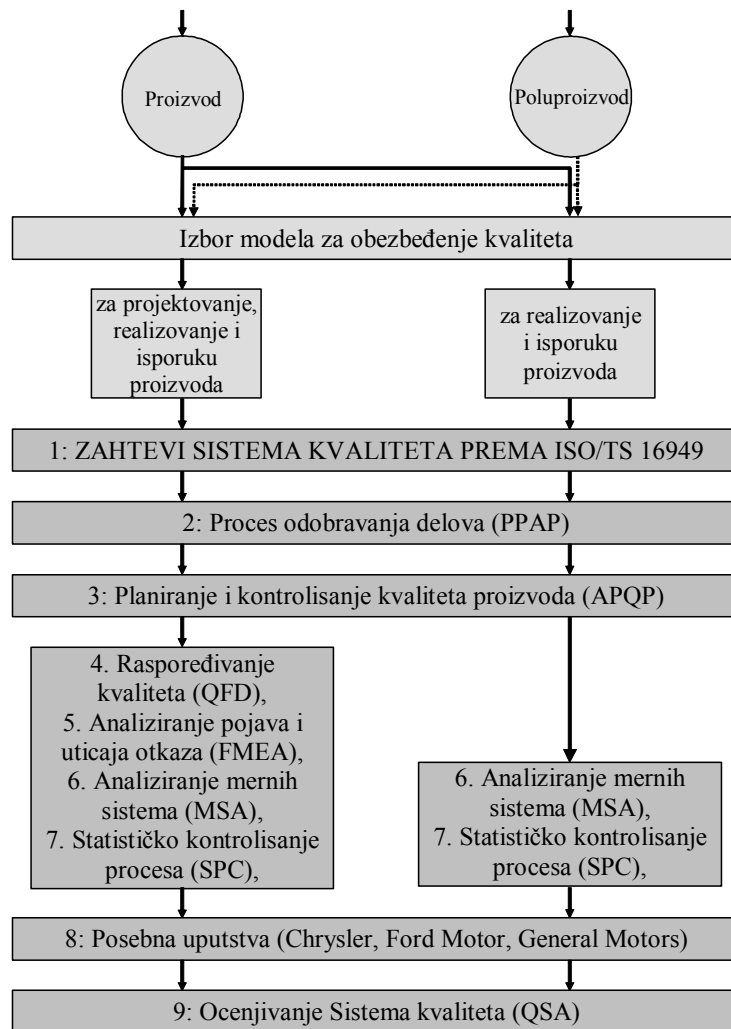 Proizvod
Poluproizvod
Izbor modela za obezbeđenje kvaliteta
za projektovanje,
realizovanje i
isporuku
proizvoda
za realizovanje
i isporuku
proizvoda
1: ZAHTEVI SISTEMA KVALITETA PREMA ISO/TS 16949
2: Proces odobravanja delova (PPAP)
3: Planiranje i kontrolisanje kvaliteta proizvoda (APQP)
4. Raspoređivanje
kvaliteta (QFD),
5. Analiziranje pojava i
uticaja otkaza (FMEA),
6. Analiziranje mernih
sistema (MSA),
7. Statističko kontrolisanje
procesa (SPC),
6. Analiziranje mernih
sistema (MSA),
7. Statističko kontrolisanje
procesa (SPC),
8: Posebna uputstva (Chrysler, Ford Motor, General Motors)
9: Ocenjivanje Sistema kvaliteta (QSA)